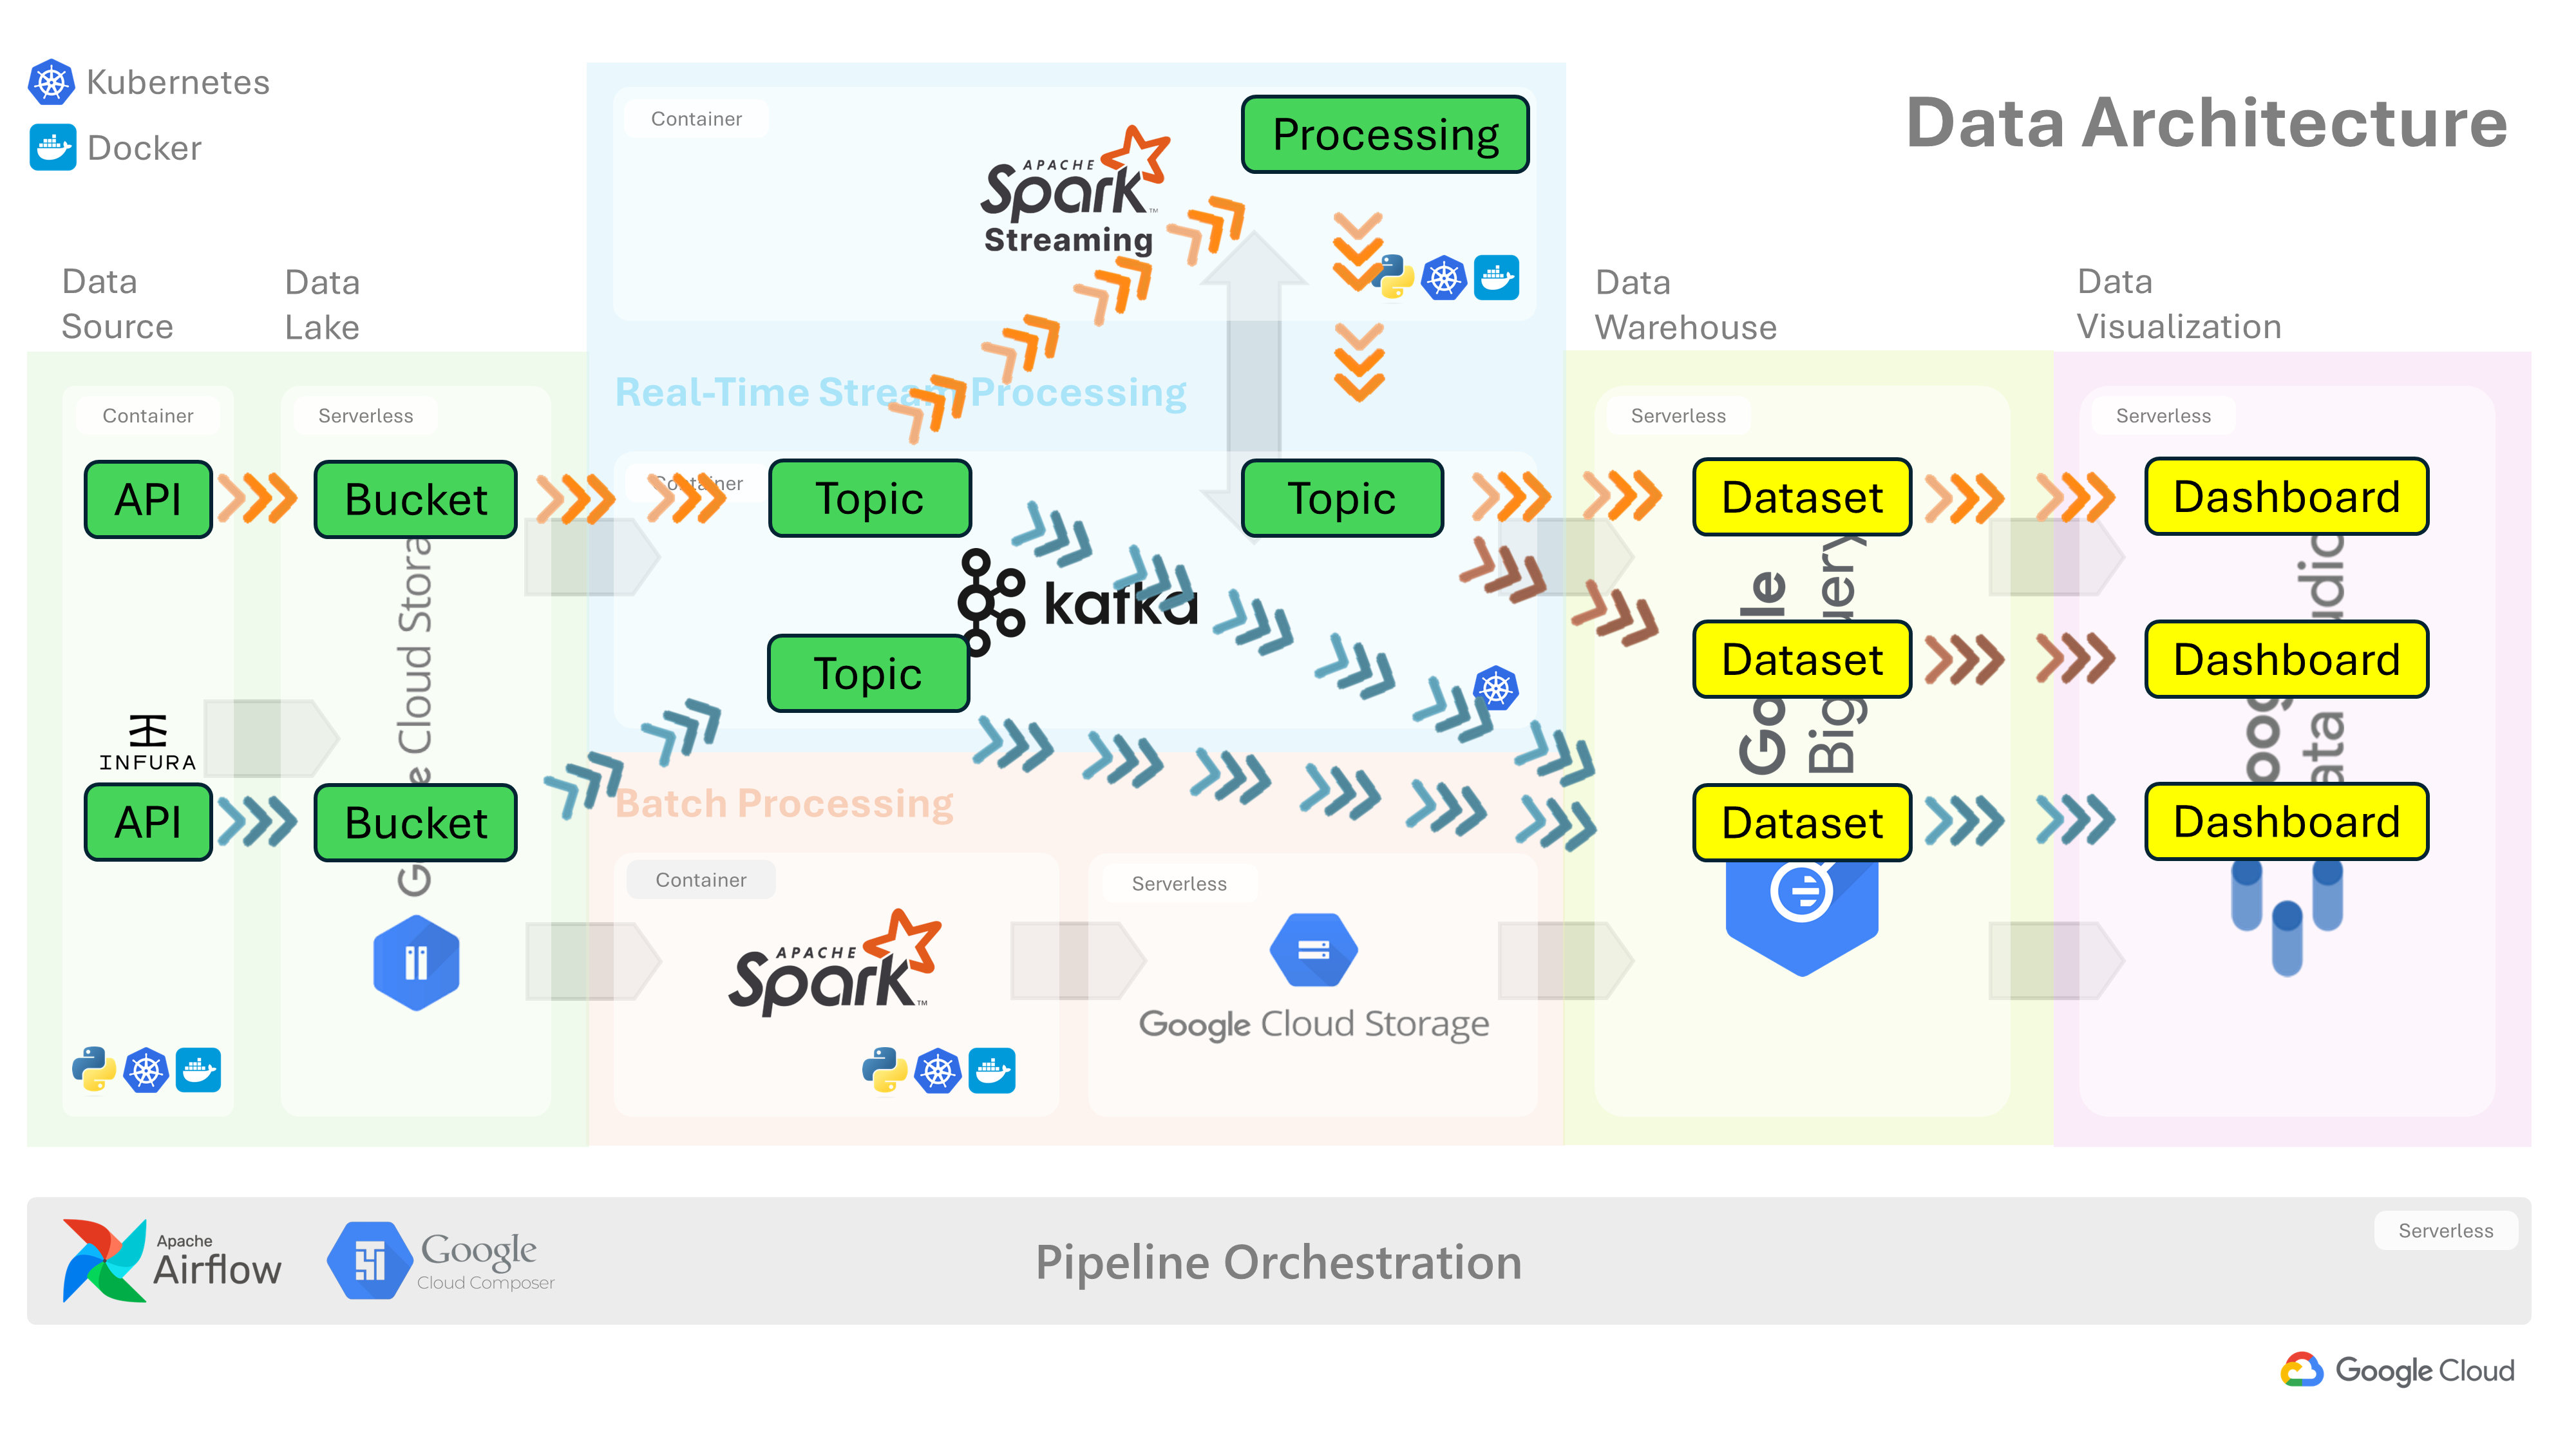 Kubernetes
Docker
Data Architecture
Container
Processing
APACHE
Spark™
Streaming
Data
Source
Data
Lake
Data
Warehouse
Data
Visualization
Real-Time Stream Processing
Container
Serverless
Container
Serverless
Serverless
API
Bucket
Topic
Topic
Dataset
Dashboard
Cloud
kafka
Topic
Dataset
Dashboard
INFURA
API
Bucket
Dataset
Dashboard
Batch Processing
Container
Serverless
APACHE
Spark™
Google Cloud Storage
Apache
Airflow
Google
Cloud Composer
Pipeline Orchestration
Serverless
Google Cloud